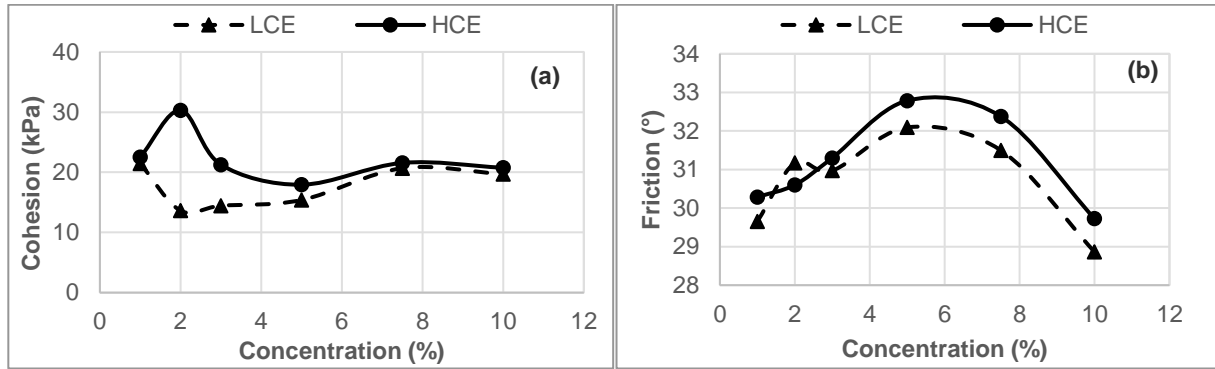 LCE HCE
(a)
Cohesion (kPa)
40
30
20
10
0
0 2 4 6 8 10 12
Concentration (%)
LCE HCE
(b)
Friction (°)
34
33
32
31
30
29
28
0 2 4 6 8 10 12
Concentration (%)